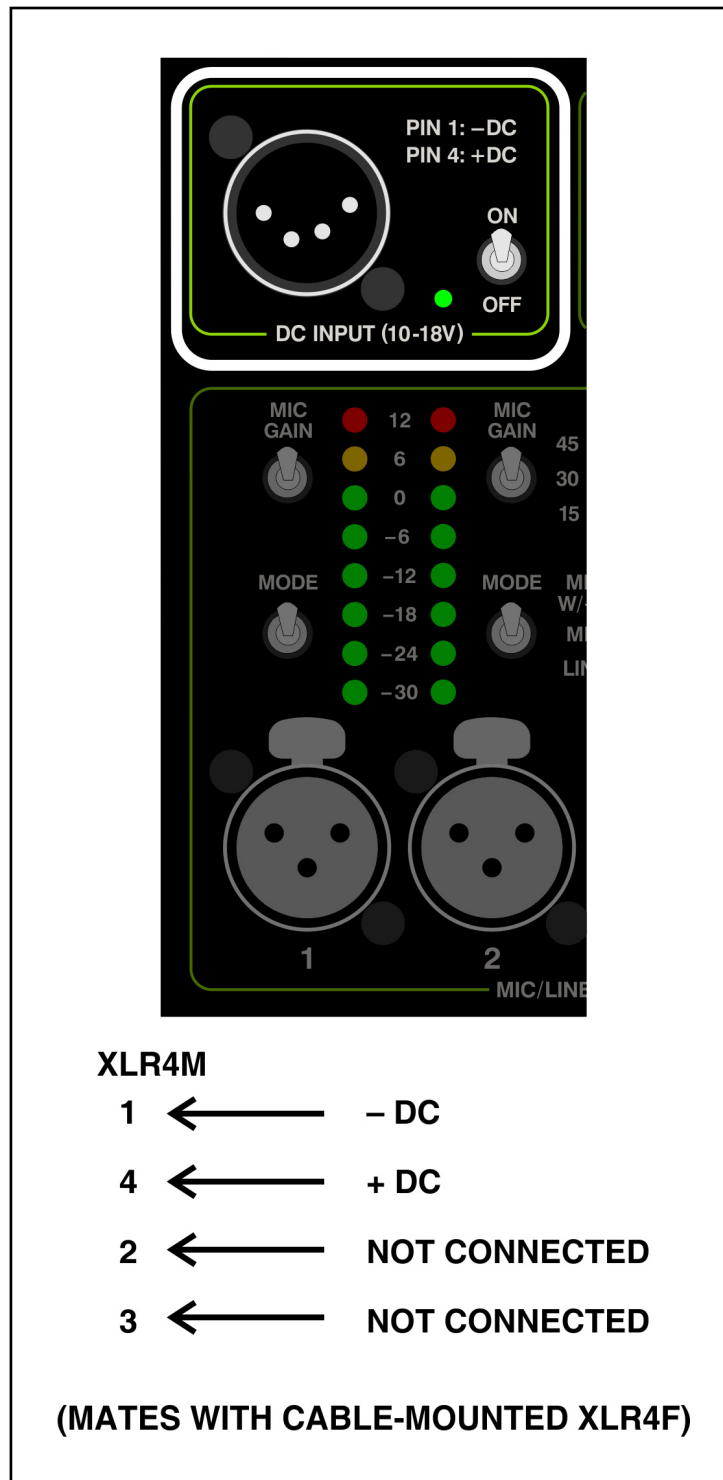 PIN 1: −DC
PIN 4: +DC
ON
OFF
DC INPUT (10-18V)
MIC
GAIN
MIC
GAIN
12
6
0
−6
−12
−18
−24
−30
45
30
15
MODE
MODE
W/
1
2
MIC/LINE
XLR4M
1 – DC
4 + DC
2 NOT CONNECTED
3 NOT CONNECTED
(MATES WITH CABLE-MOUNTED XLR4F)